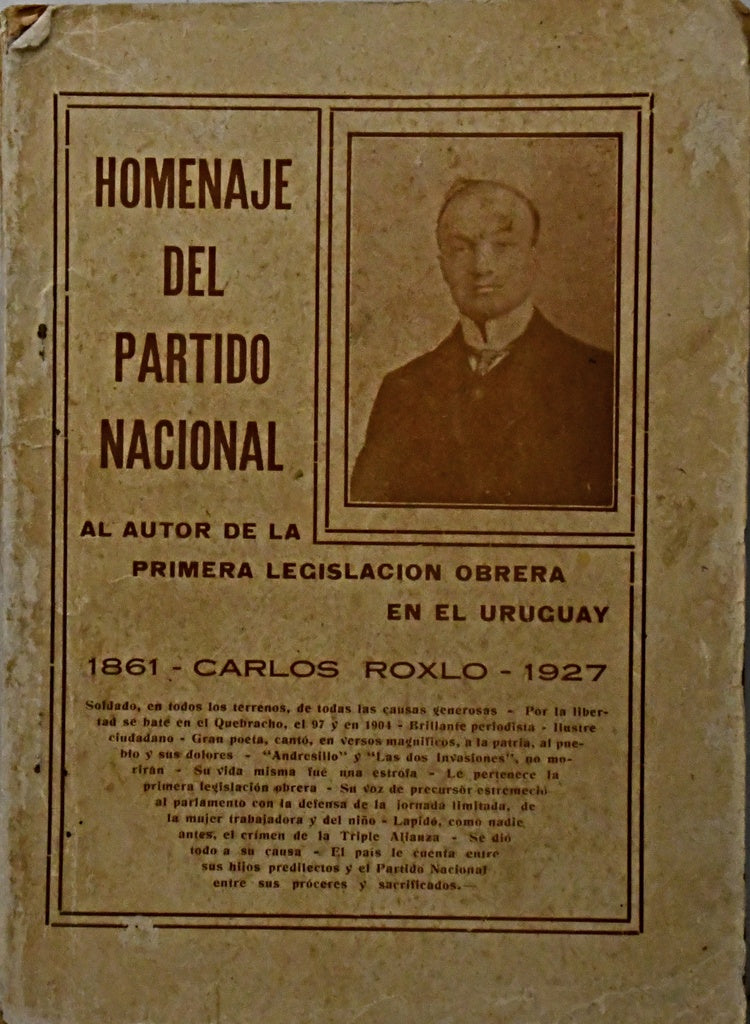 HOMENAJE
DEL
PARTIDO
NACIONAL
AL AUTOR DE LA
PRIMERA LEGISLACION OBRERA
EN EL URUGUAY
1861 - CARLOS ROXLO - 1927
Soldado, en todos los terrenos, de todas las causas generosas - Por la liber-
tad se bate en el Quebracho, el 97 y en 1904 - Brillante periodista - Ilustre
ciudadano - Gran poeta, cantó, en versos magníficos, a la patria, al pue-
blo y sus dolores - "Andresillo" y "Las dos Invasiones", no mo-
rirán - Su vida misma fué una estrofa - Le pertenece la
primera legislación obrera - Su voz de precursor estremeció
al parlamento con la defensa de la jornada limitada, de
la mujer trabajadora y del niño - Lapidó, como nadie
antes, el crimen de la Triple Alianza - Se dió
todo a su causa - El país le cuenta entre
sus hijos predilectos y el Partido Nacional
entre sus próceres y sacrificados.—